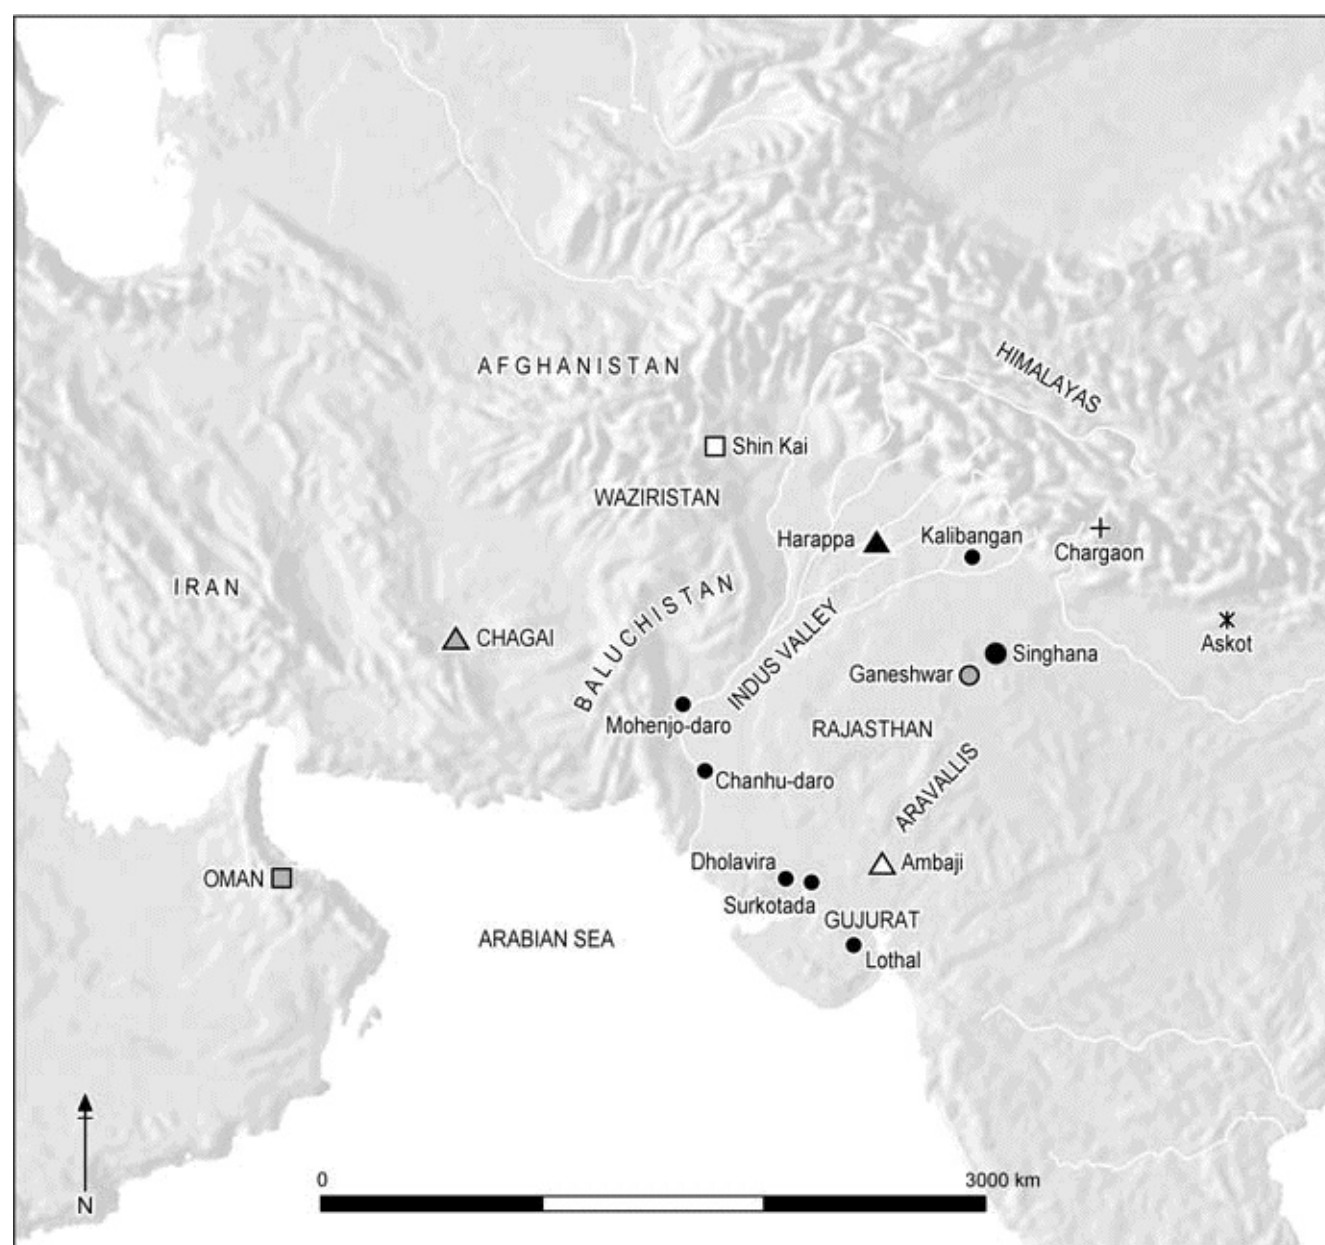 HIMALAYAS
AFGHANISTAN
Shin Kai
WAZIRISTAN
Harappa
Kalibangan
Chargaon
IRAN
BALUCHISTAN
CHAGAI
INDUS VALLEY
Askot
Singhana
Ganeshwar
Mohenjo-daro
RAJASTHAN
Chanhu-daro
ARAVALLIS
Dholavira
Ambaji
OMAN
Surkotada
GUJURAT
ARABIAN SEA
Lothal
0
3000 km
N